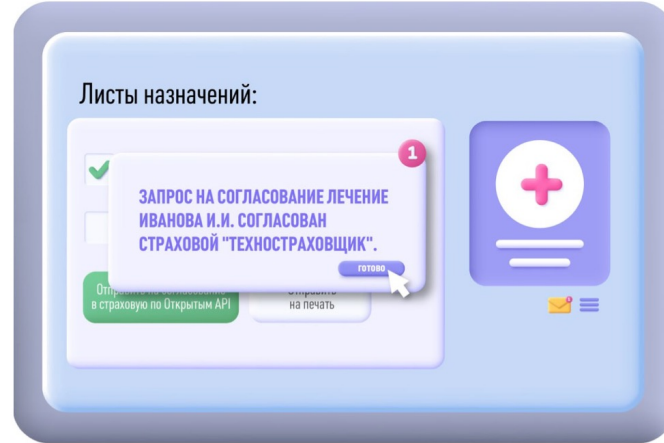 Листы назначений:
1
ЗАПРОС НА СОГЛАСОВАНИЕ ЛЕЧЕНИЕ
ИВАНОВА И.И. СОГЛАСОВАН
СТРАХОВОЙ "ТЕХНОСТРАХОВЩИК".
ГОТОВО
в страховую по Открытым API
на печать